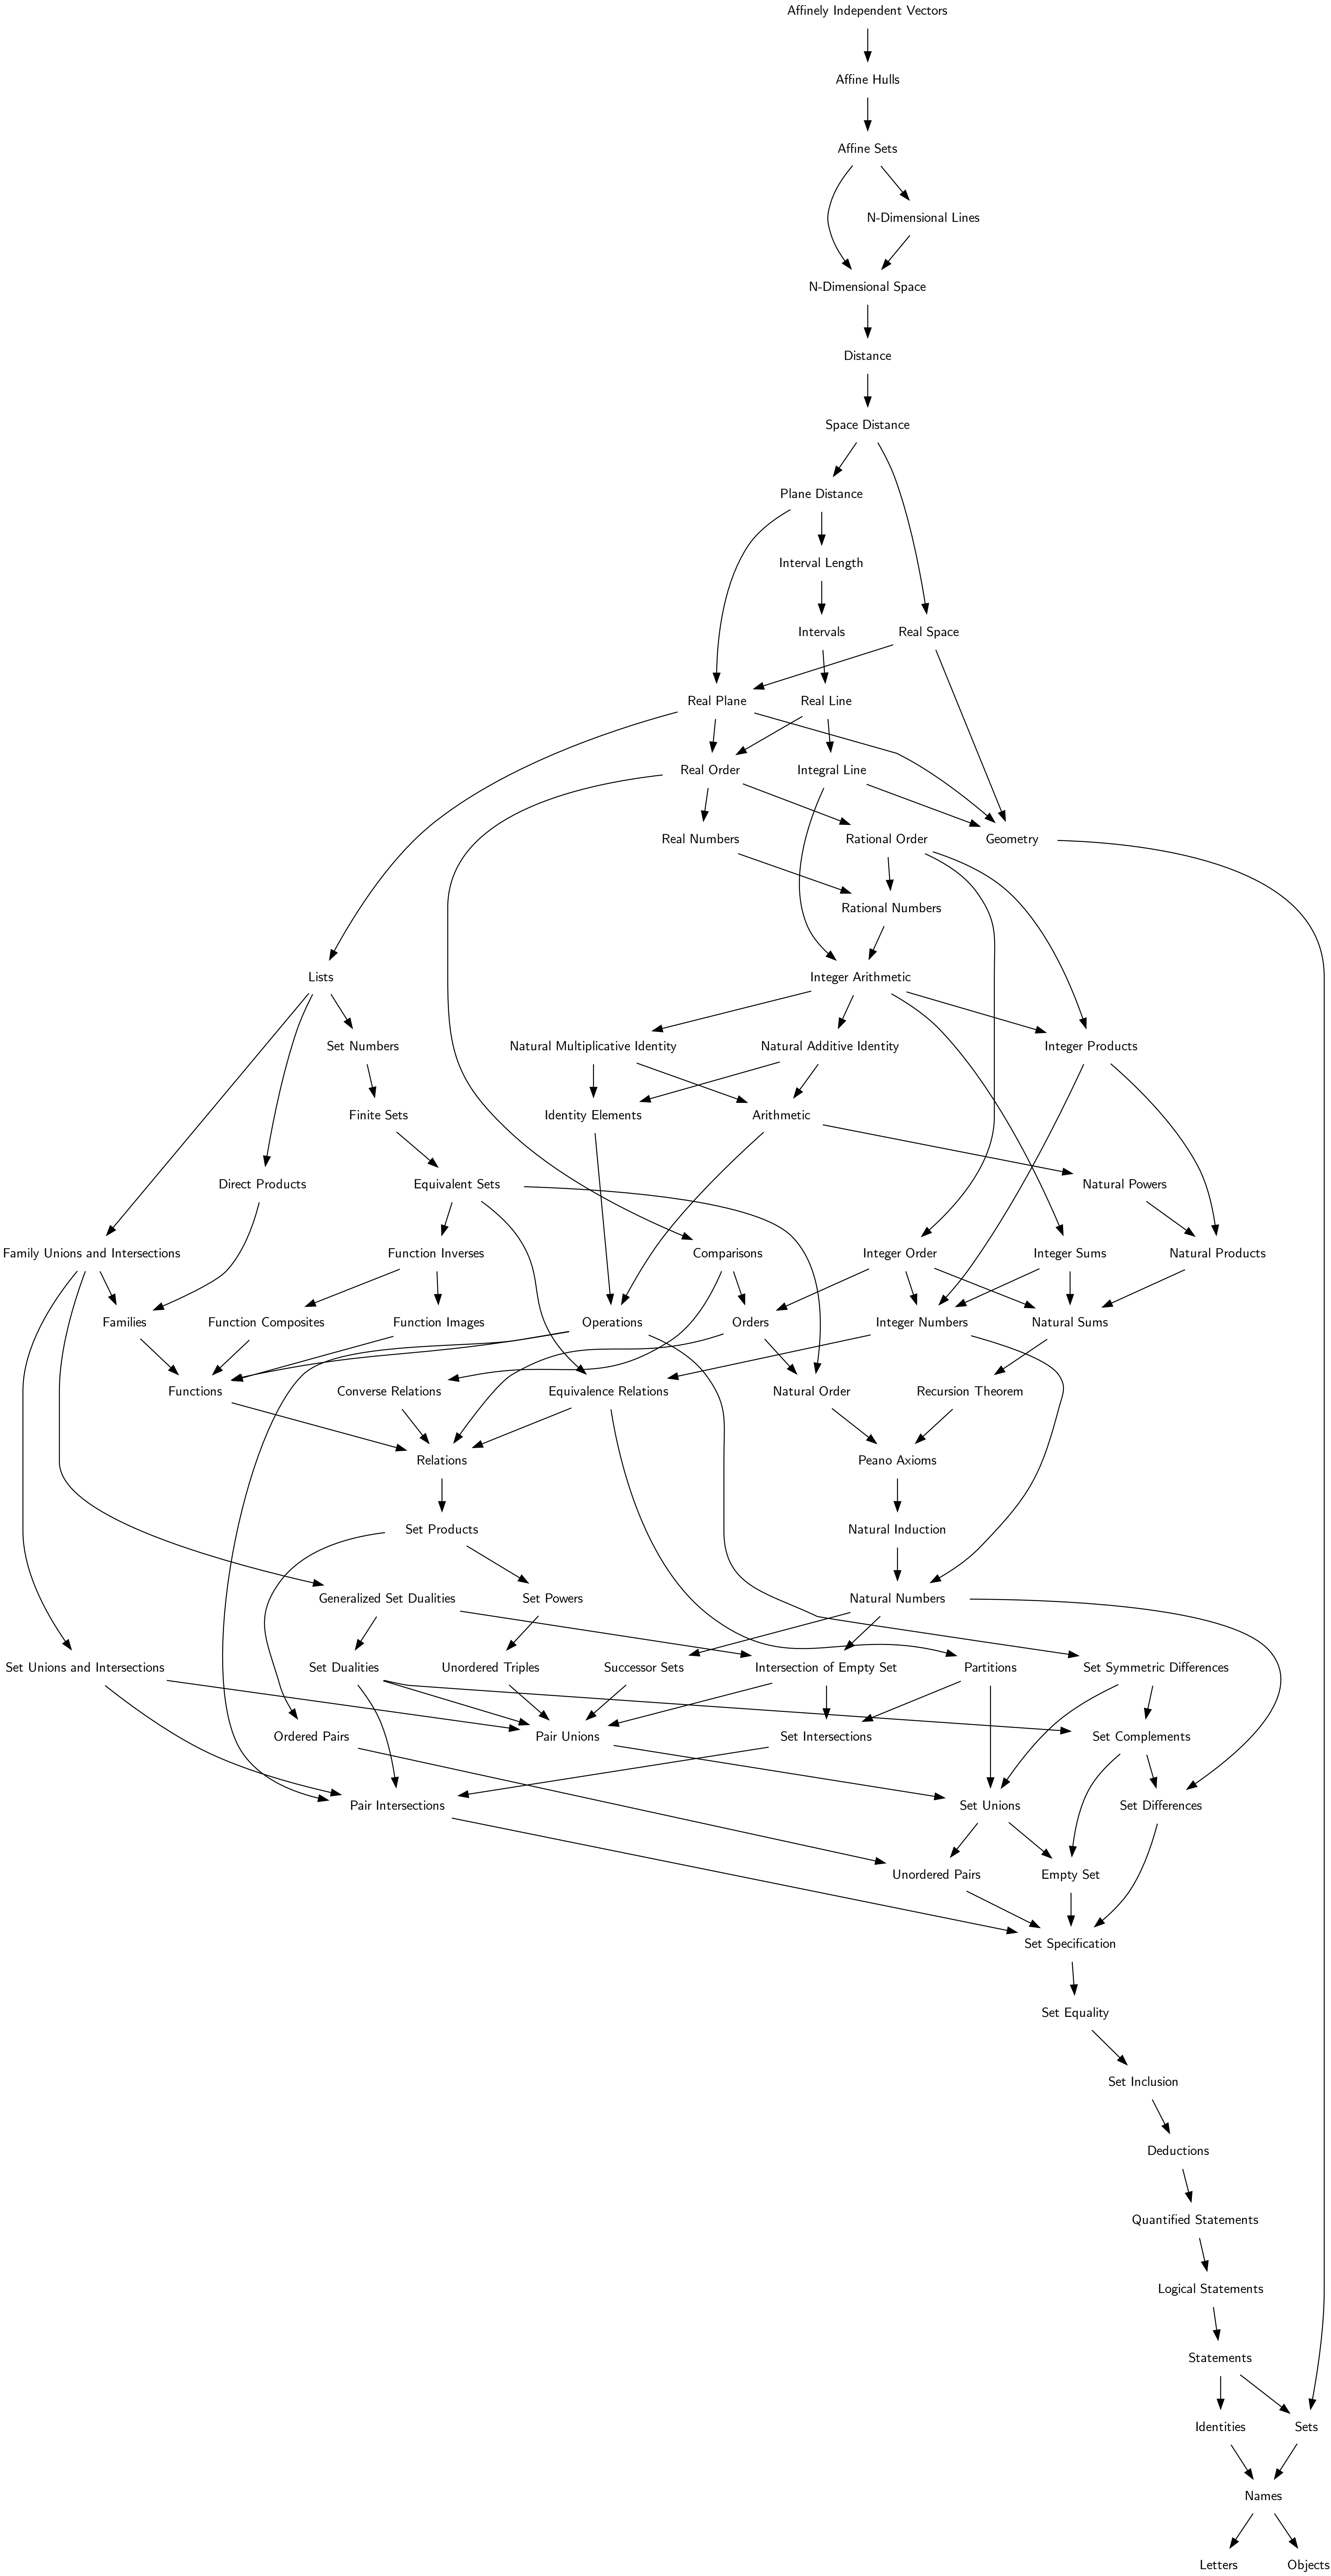 Affinely Independent Vectors
Affine Hulls
Affine Sets
N-Dimensional Lines
N-Dimensional Space
Distance
Space Distance
Plane Distance
Interval Length
Intervals
Real Space
Real Plane
Real Line
Real Order
Integral Line
Real Numbers
Rational Order
Geometry
Rational Numbers
Lists
Integer Arithmetic
Set Numbers
Natural Multiplicative Identity
Natural Additive Identity
Integer Products
Finite Sets
Identity Elements
Arithmetic
Direct Products
Equivalent Sets
Natural Powers
Family Unions and Intersections
Function Inverses
Comparisons
Integer Order
Integer Sums
Natural Products
Families
Function Composites
Function Images
Operations
Orders
Integer Numbers
Natural Sums
Functions
Converse Relations
Equivalence Relations
Natural Order
Recursion Theorem
Relations
Peano Axioms
Set Products
Natural Induction
Generalized Set Dualities
Set Powers
Natural Numbers
Set Unions and Intersections
Set Dualities
Unordered Triples
Successor Sets
Intersection of Empty Set
Partitions
Set Symmetric Differences
Ordered Pairs
Pair Unions
Set Intersections
Set Complements
Pair Intersections
Set Unions
Set Differences
Unordered Pairs
Empty Set
Set Specification
Set Equality
Set Inclusion
Deductions
Quantified Statements
Logical Statements
Statements
Identities
Sets
Names
Letters
Objects